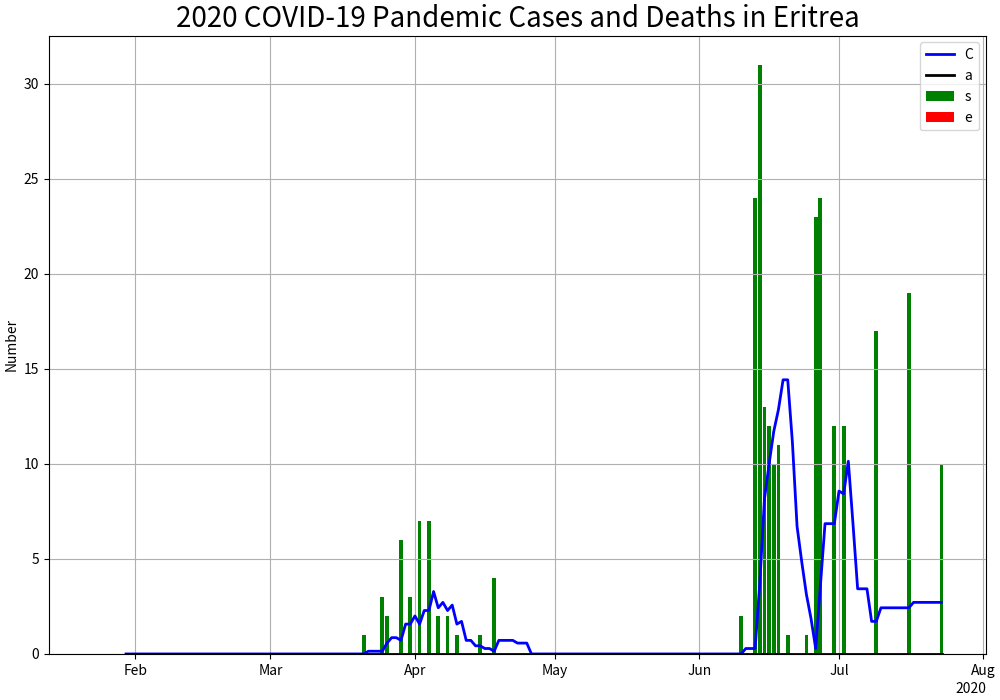 2020 COVID-19 Pandemic Cases and Deaths in Eritrea
C
a
s
e
Number
30
25
20
15
10
5
0
Feb Mar Apr May Jun Jul Aug
2020